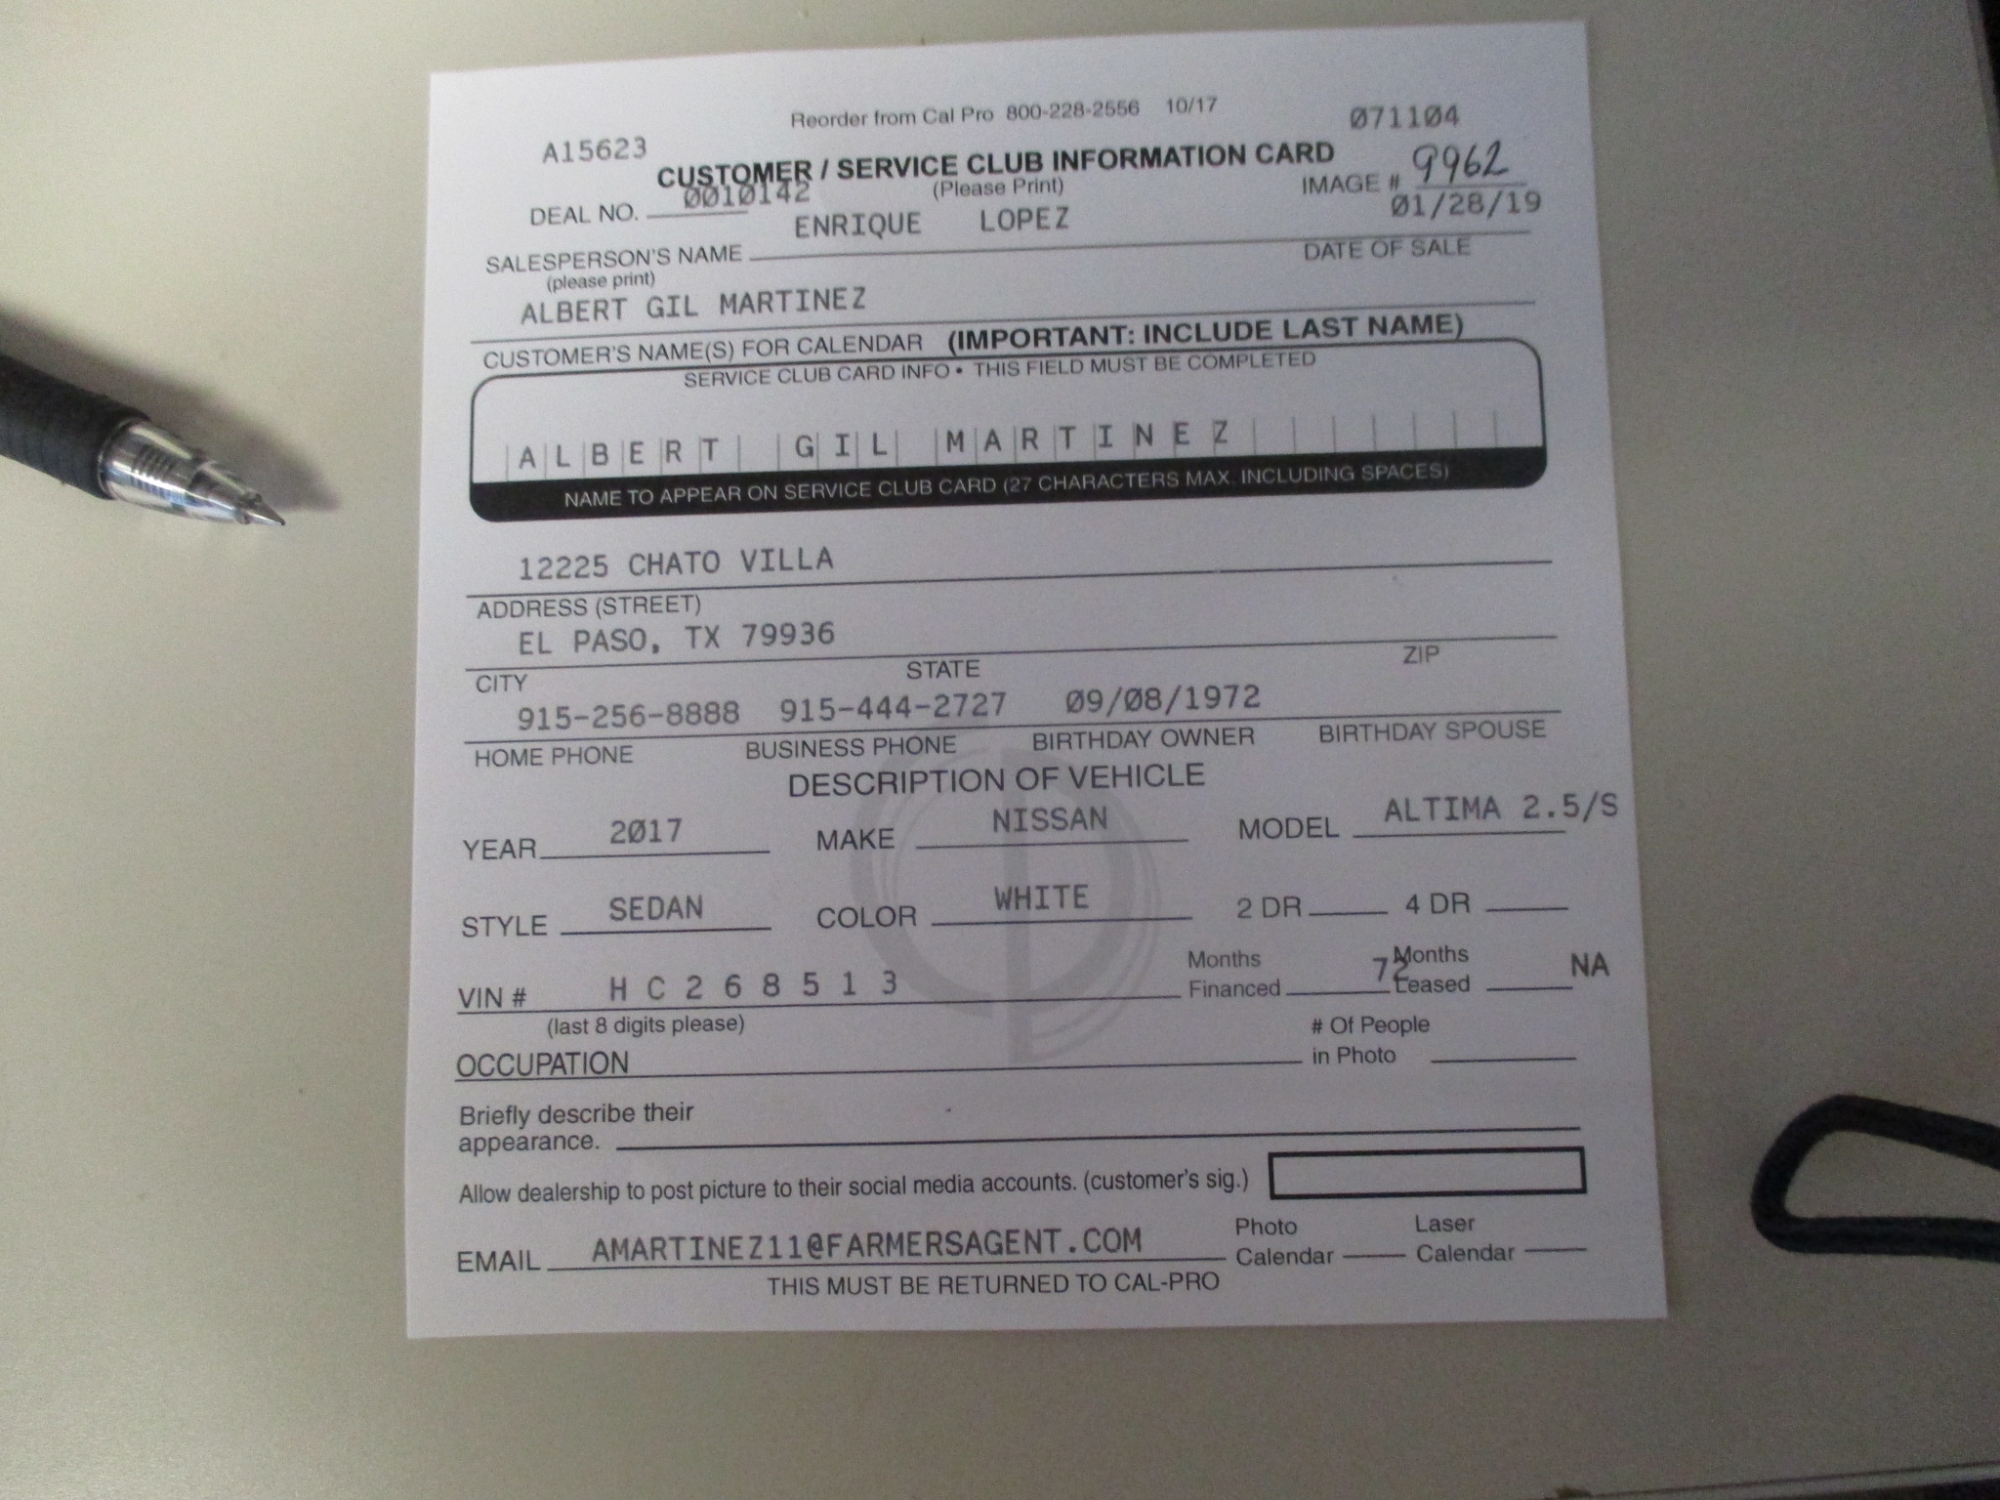 Reorder from Cal Pro 800-228-2556 10/17
A15623 071104
CUSTOMER / SERVICE CLUB INFORMATION CARD
DEAL NO. 0010142 (Please Print) IMAGE # 9962
ENRIQUE LOPEZ 01/28/19
SALESPERSON'S NAME DATE OF SALE
(please print)
ALBERT GIL MARTINEZ
CUSTOMER'S NAME(S) FOR CALENDAR (IMPORTANT: INCLUDE LAST NAME)
SERVICE CLUB CARD INFO • THIS FIELD MUST BE COMPLETED
ALBERT GIL MARTINEZ
NAME TO APPEAR ON SERVICE CLUB CARD (27 CHARACTERS MAX. INCLUDING SPACES)
12225 CHATO VILLA
ADDRESS (STREET)
EL PASO, TX 79936
CITY STATE ZIP
915-256-8888 915-444-2727 09/08/1972
HOME PHONE BUSINESS PHONE BIRTHDAY OWNER BIRTHDAY SPOUSE
DESCRIPTION OF VEHICLE
YEAR 2017 MAKE NISSAN MODEL ALTIMA 2.5/S
STYLE SEDAN COLOR WHITE 2 DR 4 DR
VIN # HC268513 Months Financed 72 Months Leased NA
(last 8 digits please)
OCCUPATION # Of People in Photo
Briefly describe their
appearance.
Allow dealership to post picture to their social media accounts. (customer's sig.)
EMAIL AMARTINEZ11@FARMERSAGENT.COM Photo Calendar Laser Calendar
THIS MUST BE RETURNED TO CAL-PRO